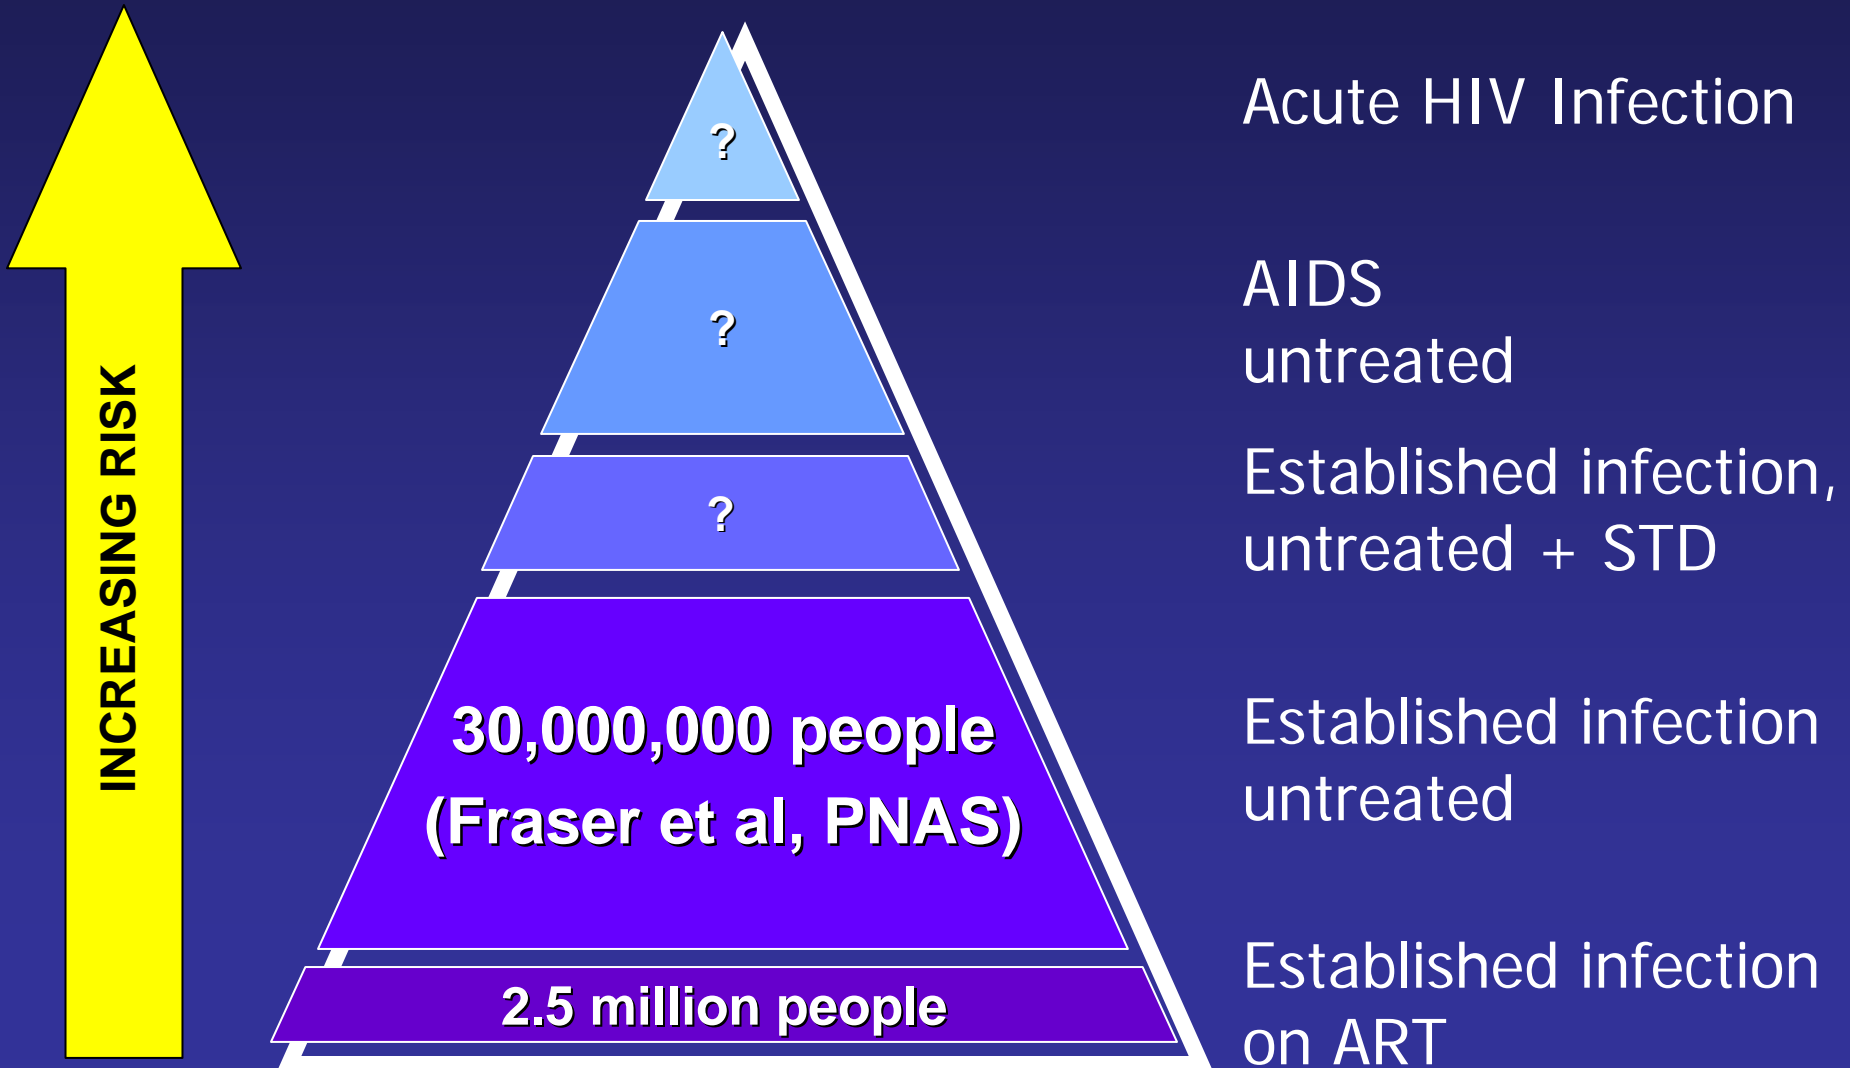 INCREASING RISK
?
Acute HIV Infection
?
AIDS
untreated
?
Established infection,
untreated + STD
30,000,000 people
(Fraser et al, PNAS)
Established infection
untreated
2.5 million people
Established infection
on ART